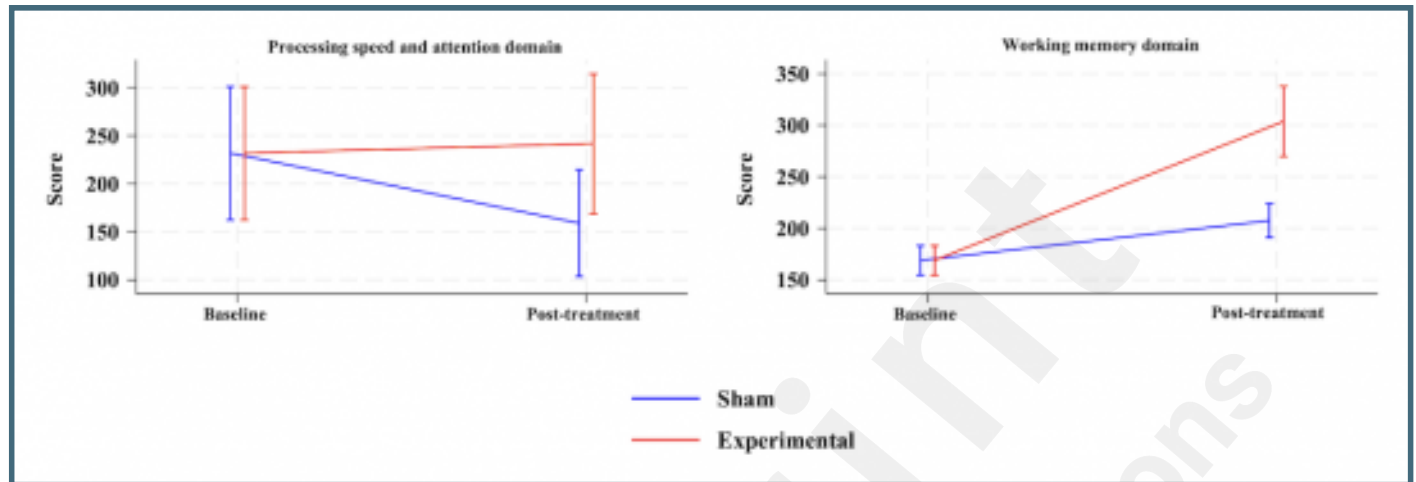 Processing speed and attention domain
300
250
200
150
100
Score
Baseline
Post-treatment
Working memory domain
350
300
250
200
150
Score
Baseline
Post-treatment
Sham
Experimental